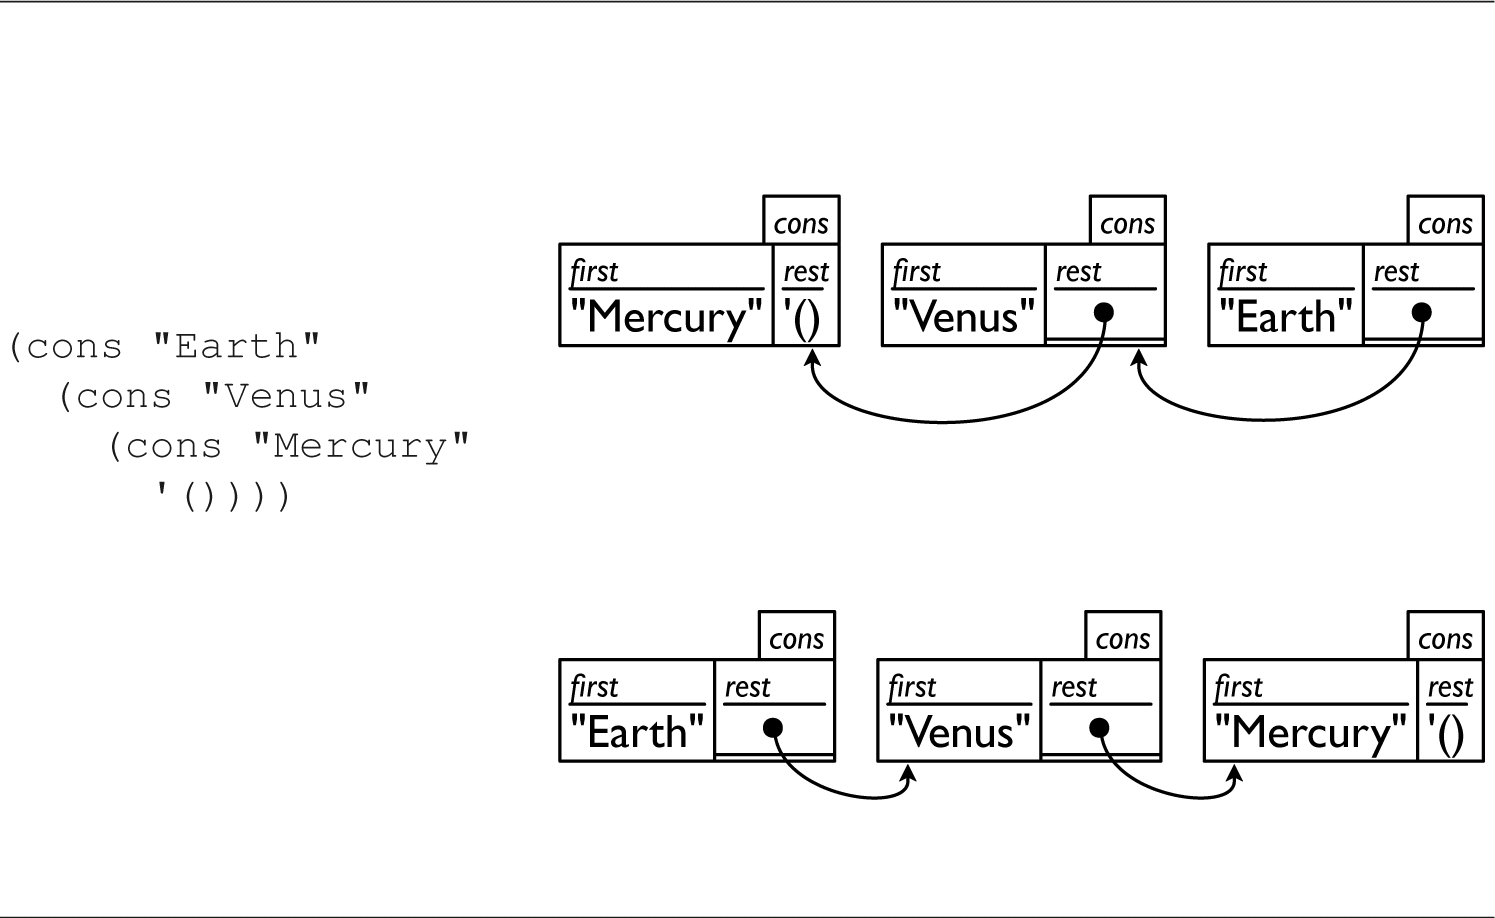 (cons "Earth"
(cons "Venus"
(cons "Mercury"
'())))
cons cons cons
first rest first rest first rest
"Mercury" '() "Venus" "Earth"
cons cons cons
first rest first rest first rest
"Earth" "Venus" "Mercury" '()